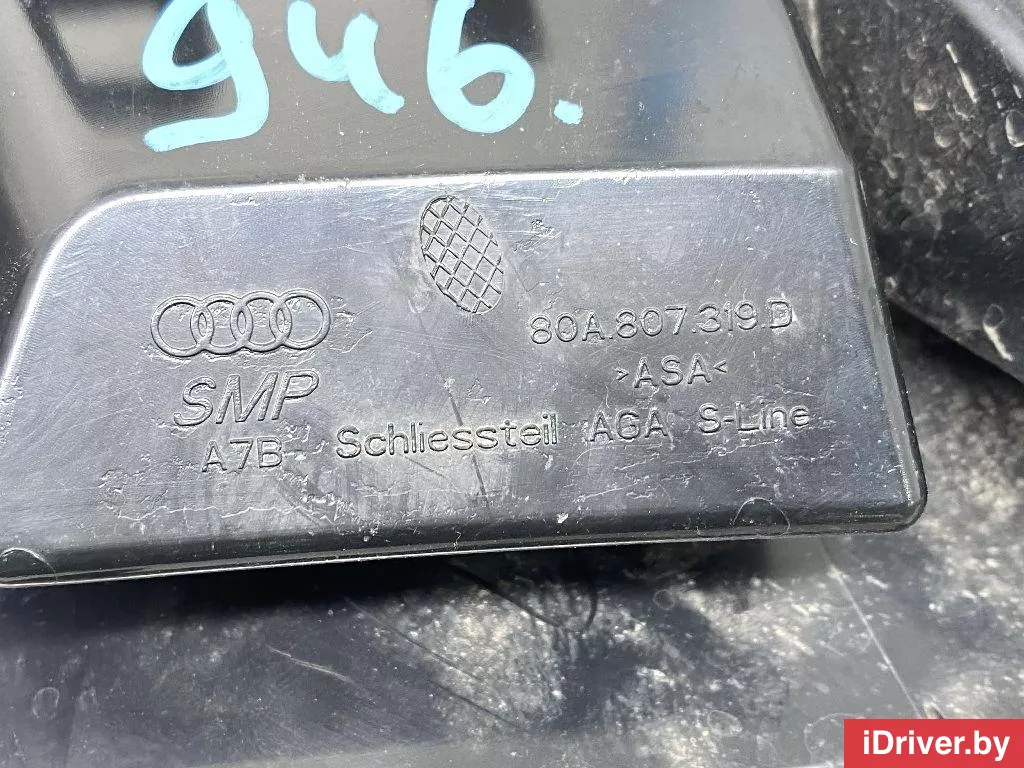 946.
80A.807.319.D
>ASA<
SMP
A7B Schliessteil AGA S-Line
iDriver.by